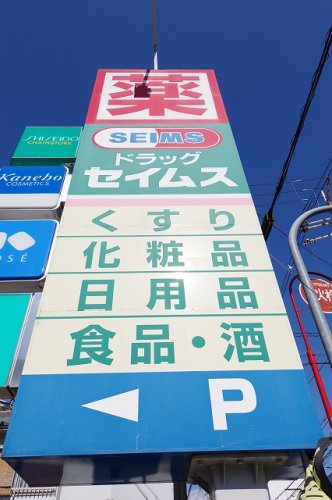 薬
SEIMS
ドラッグ
セイムス
くすり
化粧品
日用品
食品・酒
P
SHISEIDO
CHAINSTORE
Kanebo
COSMETICS